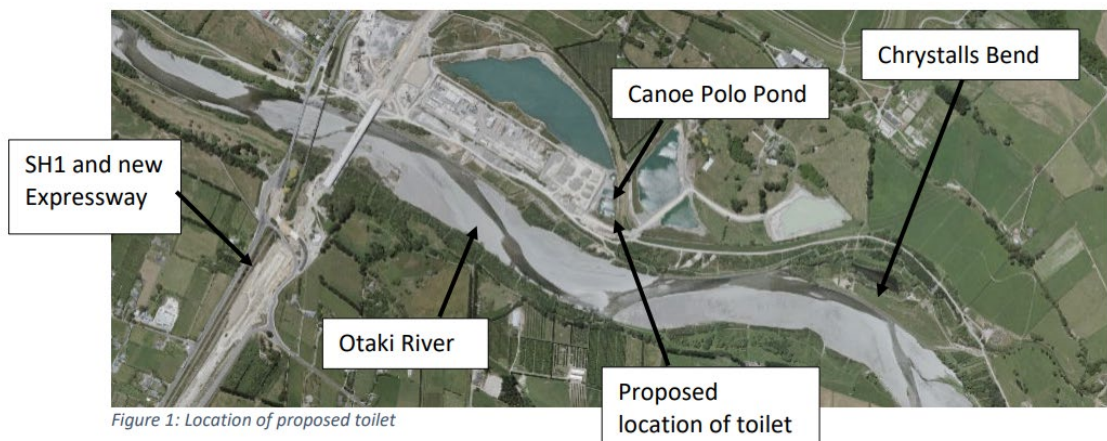 Chrystalls Bend
Canoe Polo Pond
SH1 and new
Expressway
Otaki River
Proposed
location of toilet
Figure 1: Location of proposed toilet